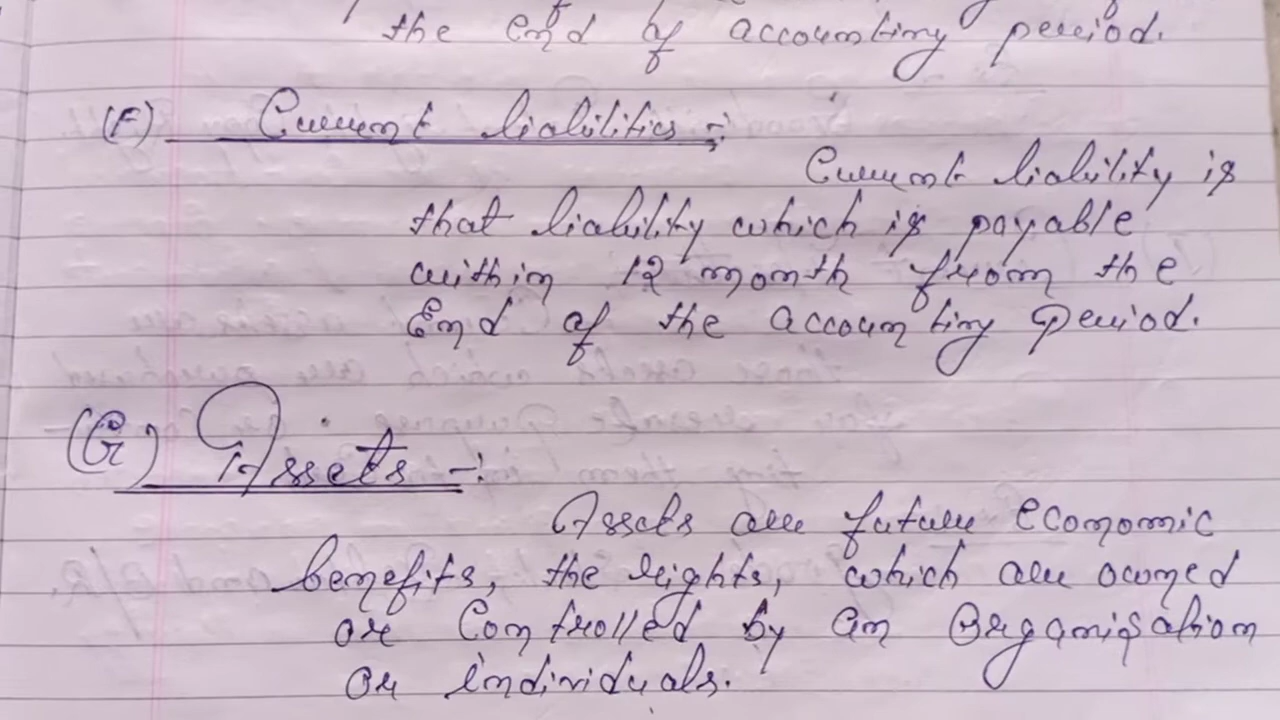 the end of accounting period.
(F) Current liabilities :-
Current liability is
that liability which is payable
within 12 month from the
End of the accounting period.
(G) Assets -:
Assets are future economic
benefits, the rights, which are owned
or Controlled by an Organisation
or individuals.